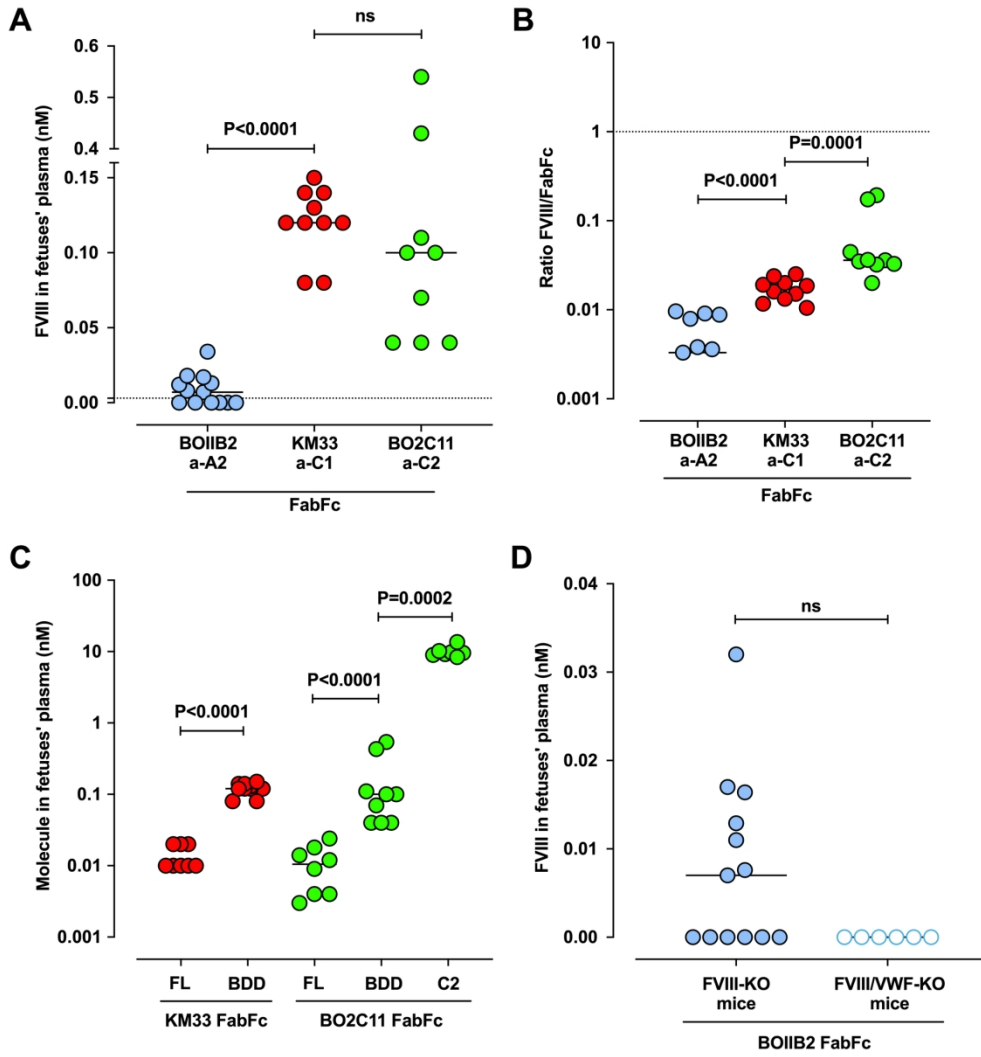 A
FVIII in fetuses' plasma (nM)
0.6
0.5
0.4
0.15
0.10
0.05
0.00
P<0.0001
ns
BOIIB2
a-A2
KM33
a-C1
BO2C11
a-C2
FabFc
B
Ratio FVIII/FabFc
10
1
0.1
0.01
0.001
P<0.0001
P=0.0001
BOIIB2
a-A2
KM33
a-C1
BO2C11
a-C2
FabFc
C
Molecule in fetuses' plasma (nM)
100
10
1
0.1
0.01
0.001
P<0.0001
P<0.0001
P=0.0002
FL
BDD
FL
BDD
C2
KM33 FabFc
BO2C11 FabFc
D
FVIII in fetuses' plasma (nM)
0.04
0.03
0.02
0.01
0.00
ns
FVIII-KO
mice
FVIII/VWF-KO
mice
BOIIB2 FabFc